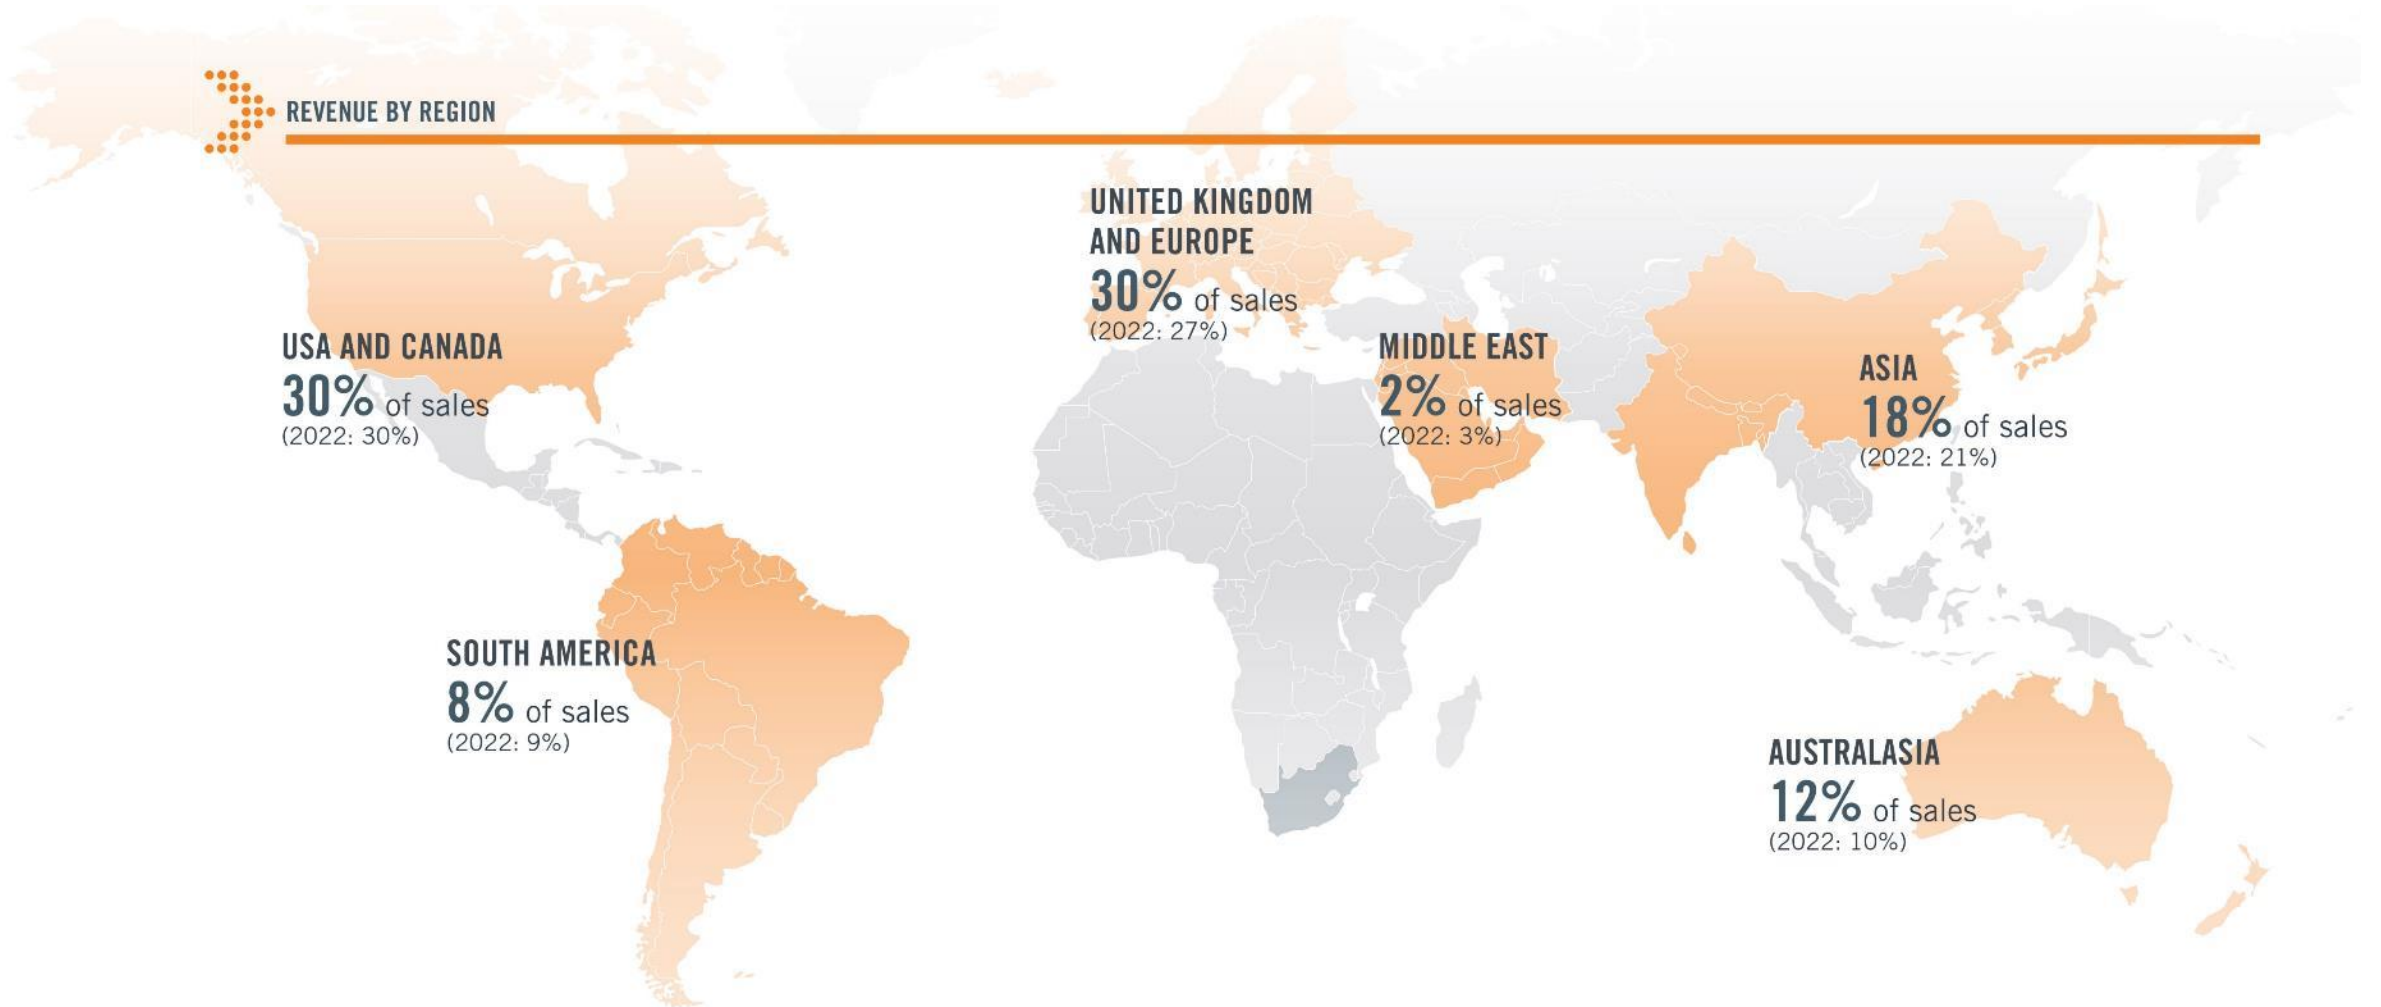 REVENUE BY REGION
UNITED KINGDOM
AND EUROPE
30% of sales
(2022: 27%)
USA AND CANADA
30% of sales
(2022: 30%)
MIDDLE EAST
2% of sales
(2022: 3%)
ASIA
18% of sales
(2022: 21%)
SOUTH AMERICA
8% of sales
(2022: 9%)
AUSTRALASIA
12% of sales
(2022: 10%)